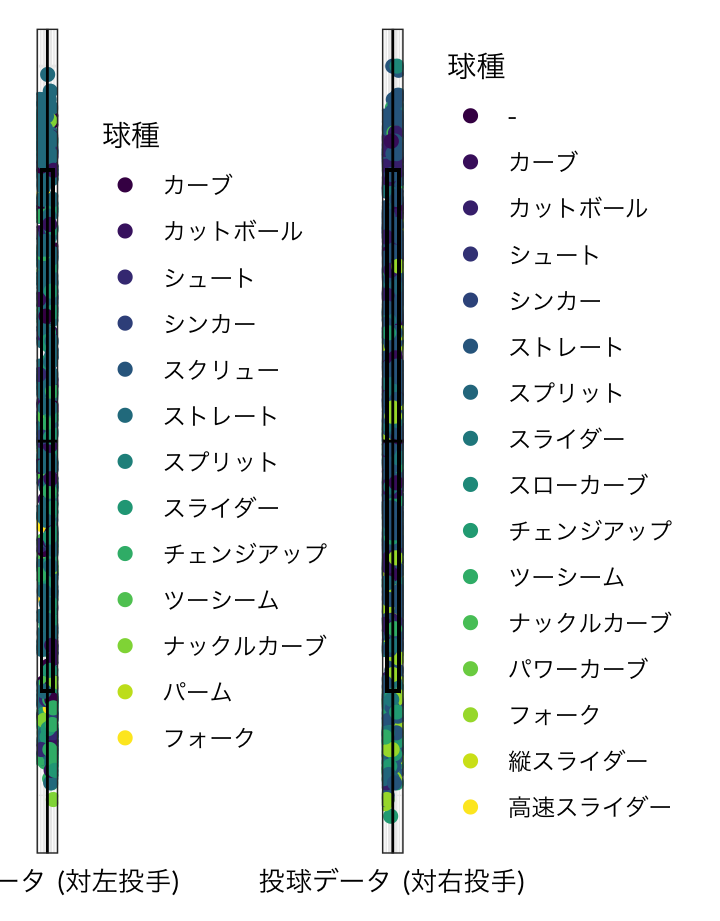 球種
カーブ
カットボール
シュート
シンカー
スクリュー
ストレート
スプリット
スライダー
チェンジアップ
ツーシーム
ナックルカーブ
パーム
フォーク
ータ (対左投手)
球種
-
カーブ
カットボール
シュート
シンカー
ストレート
スプリット
スライダー
スローカーブ
チェンジアップ
ツーシーム
ナックルカーブ
パワーカーブ
フォーク
縦スライダー
高速スライダー
投球データ (対右投手)